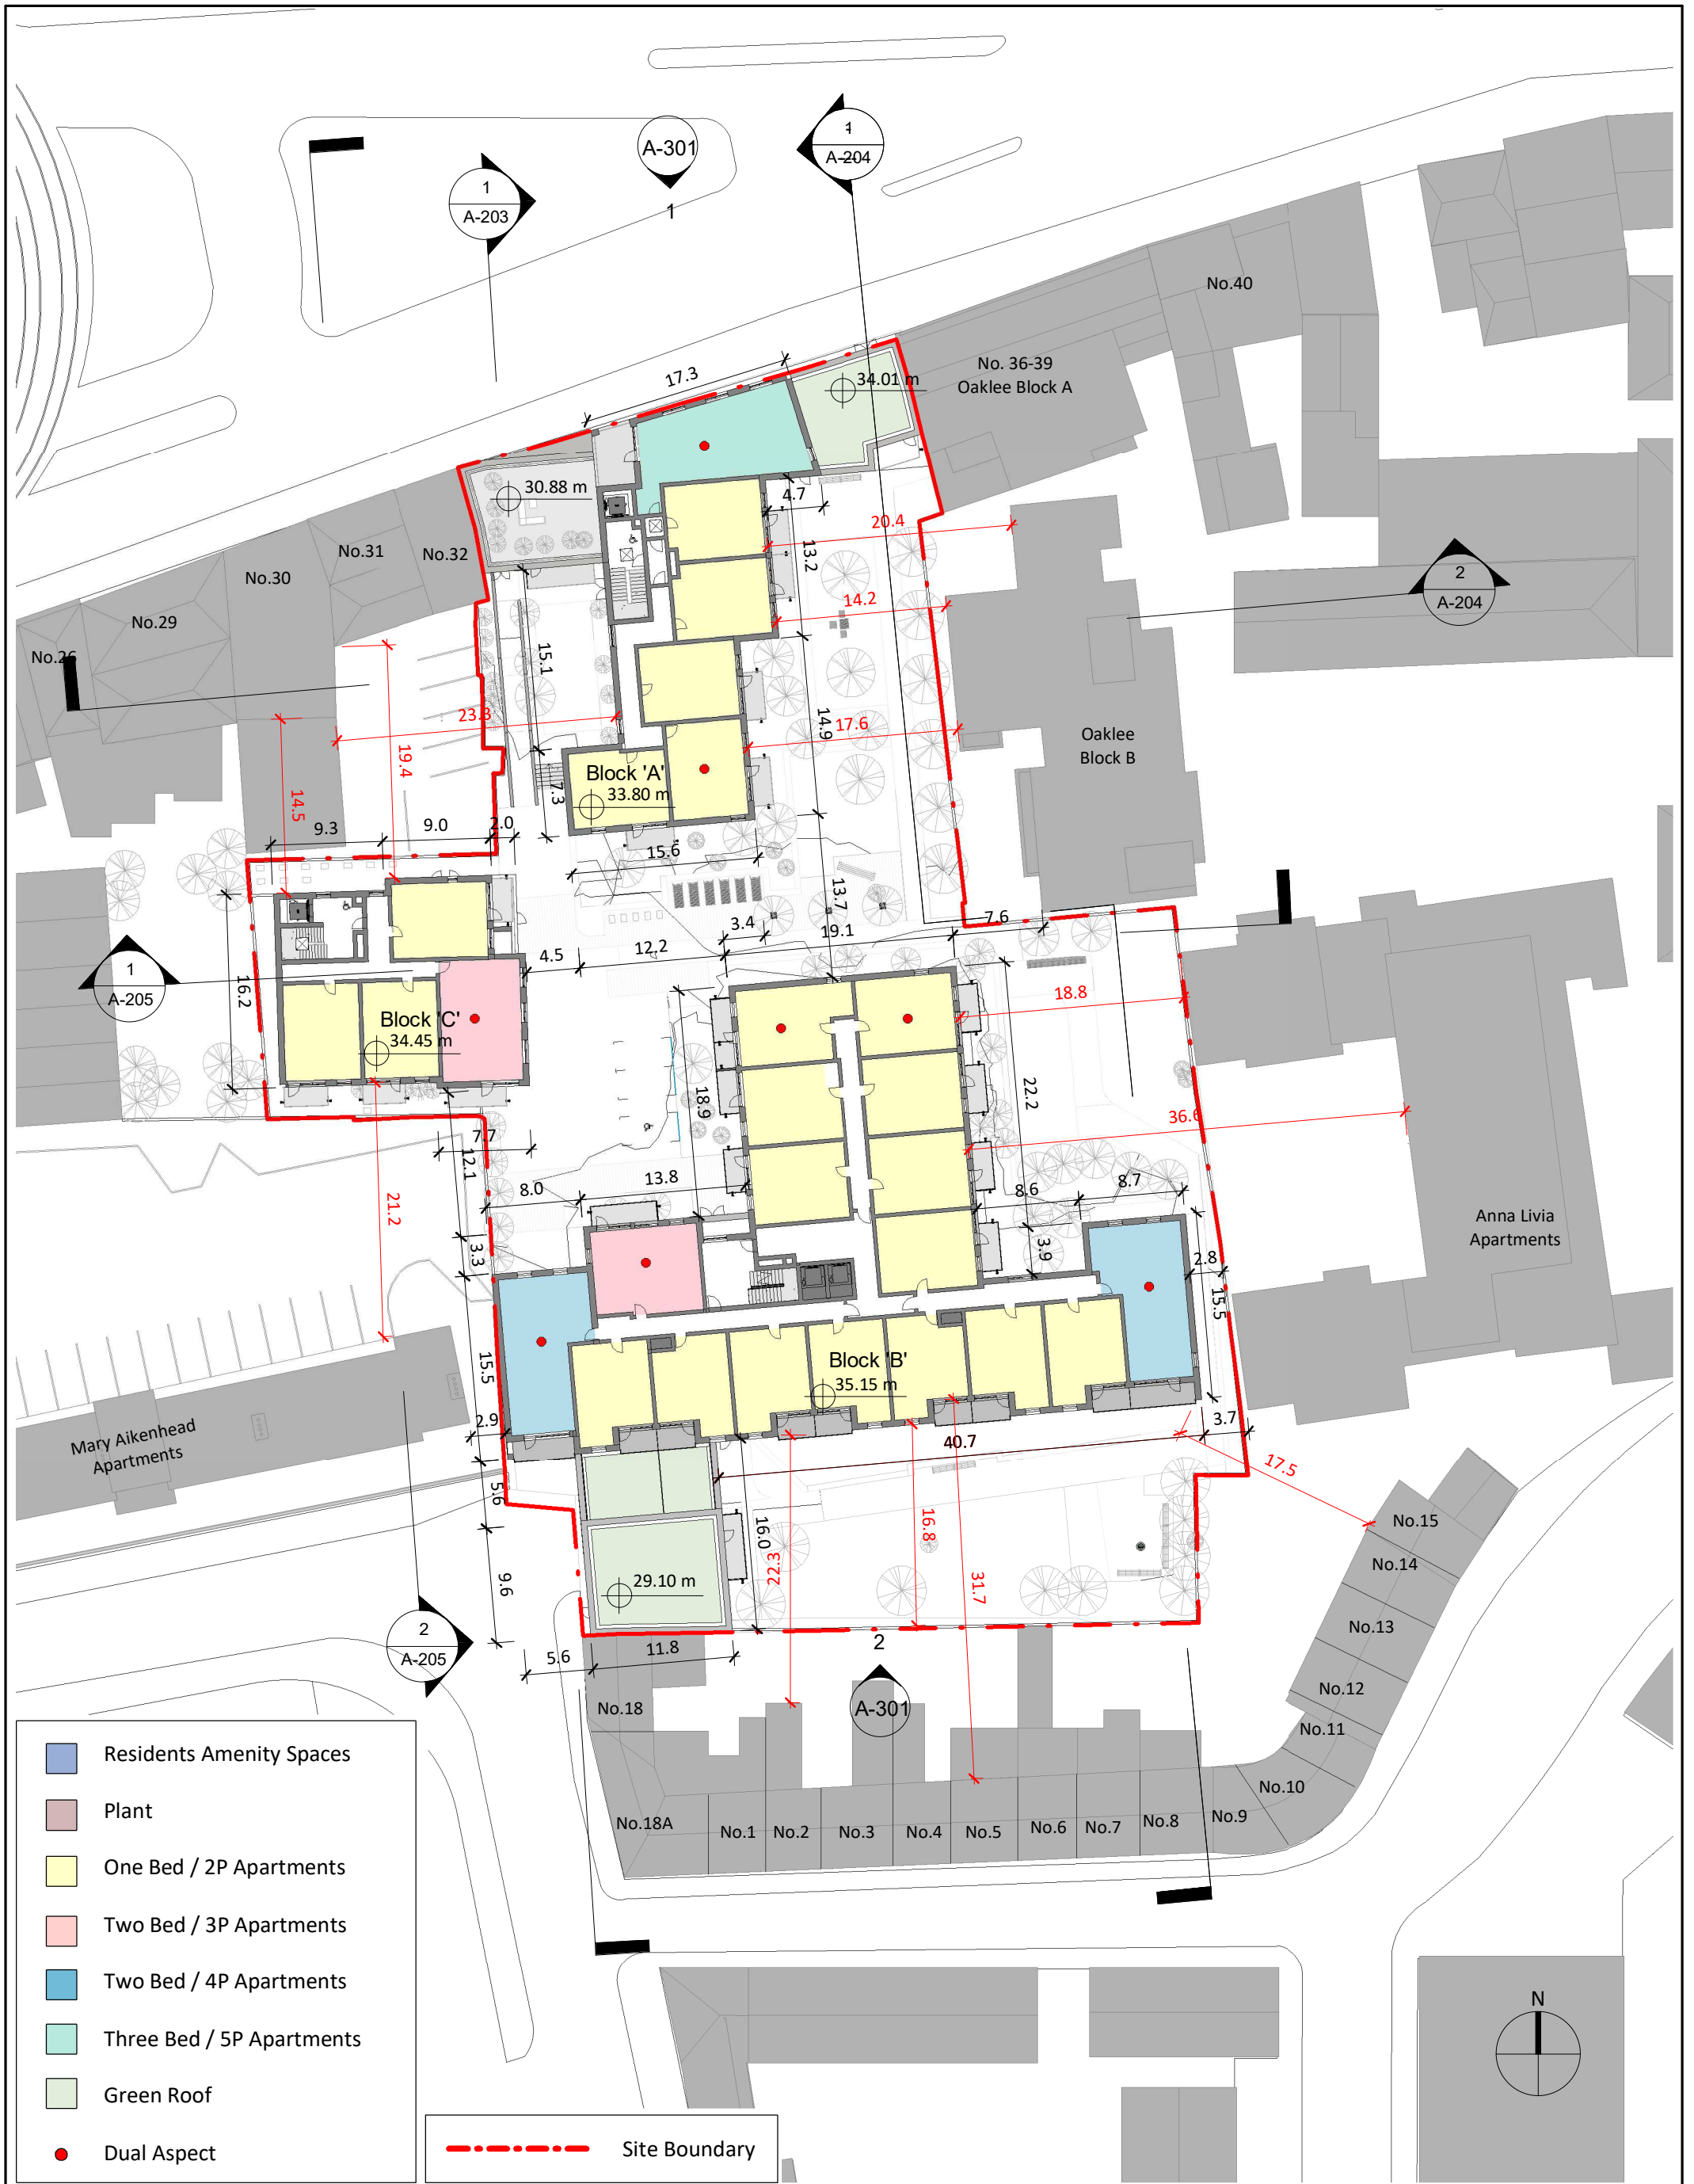 A-301
1
1
A-203
1
A-204
No.40
No. 36-39
Oaklee Block A
17.3
34.01 m
30.88 m
4.7
20.4
13.2
14.2
2
A-204
No.32
No.31
No.30
No.29
No.26
15.1
23.3
19.4
14.5
14.9
17.6
Oaklee
Block B
Block 'A'
33.80 m
7.3
9.3
9.0
2.0
15.6
13.7
3.4
19.1
7.6
4.5
12.2
1
A-205
16.2
Block 'C'
34.45 m
18.8
18.9
22.2
36.6
7.7
12.1
21.2
8.0
13.8
8.6
8.7
3.3
3.9
2.8
15.5
Anna Livia
Apartments
15.5
Block 'B'
35.15 m
2.9
Mary Aikenhead
Apartments
40.7
3.7
17.5
5.6
16.0
22.3
16.8
31.7
9.6
29.10 m
2
A-205
5.6
11.8
2
A-301
No.15
No.14
No.13
No.12
No.11
No.10
No.9
No.8
No.7
No.6
No.5
No.4
No.3
No.2
No.1
No.18A
No.18
Residents Amenity Spaces
Plant
One Bed / 2P Apartments
Two Bed / 3P Apartments
Two Bed / 4P Apartments
Three Bed / 5P Apartments
Green Roof
Dual Aspect
Site Boundary
N